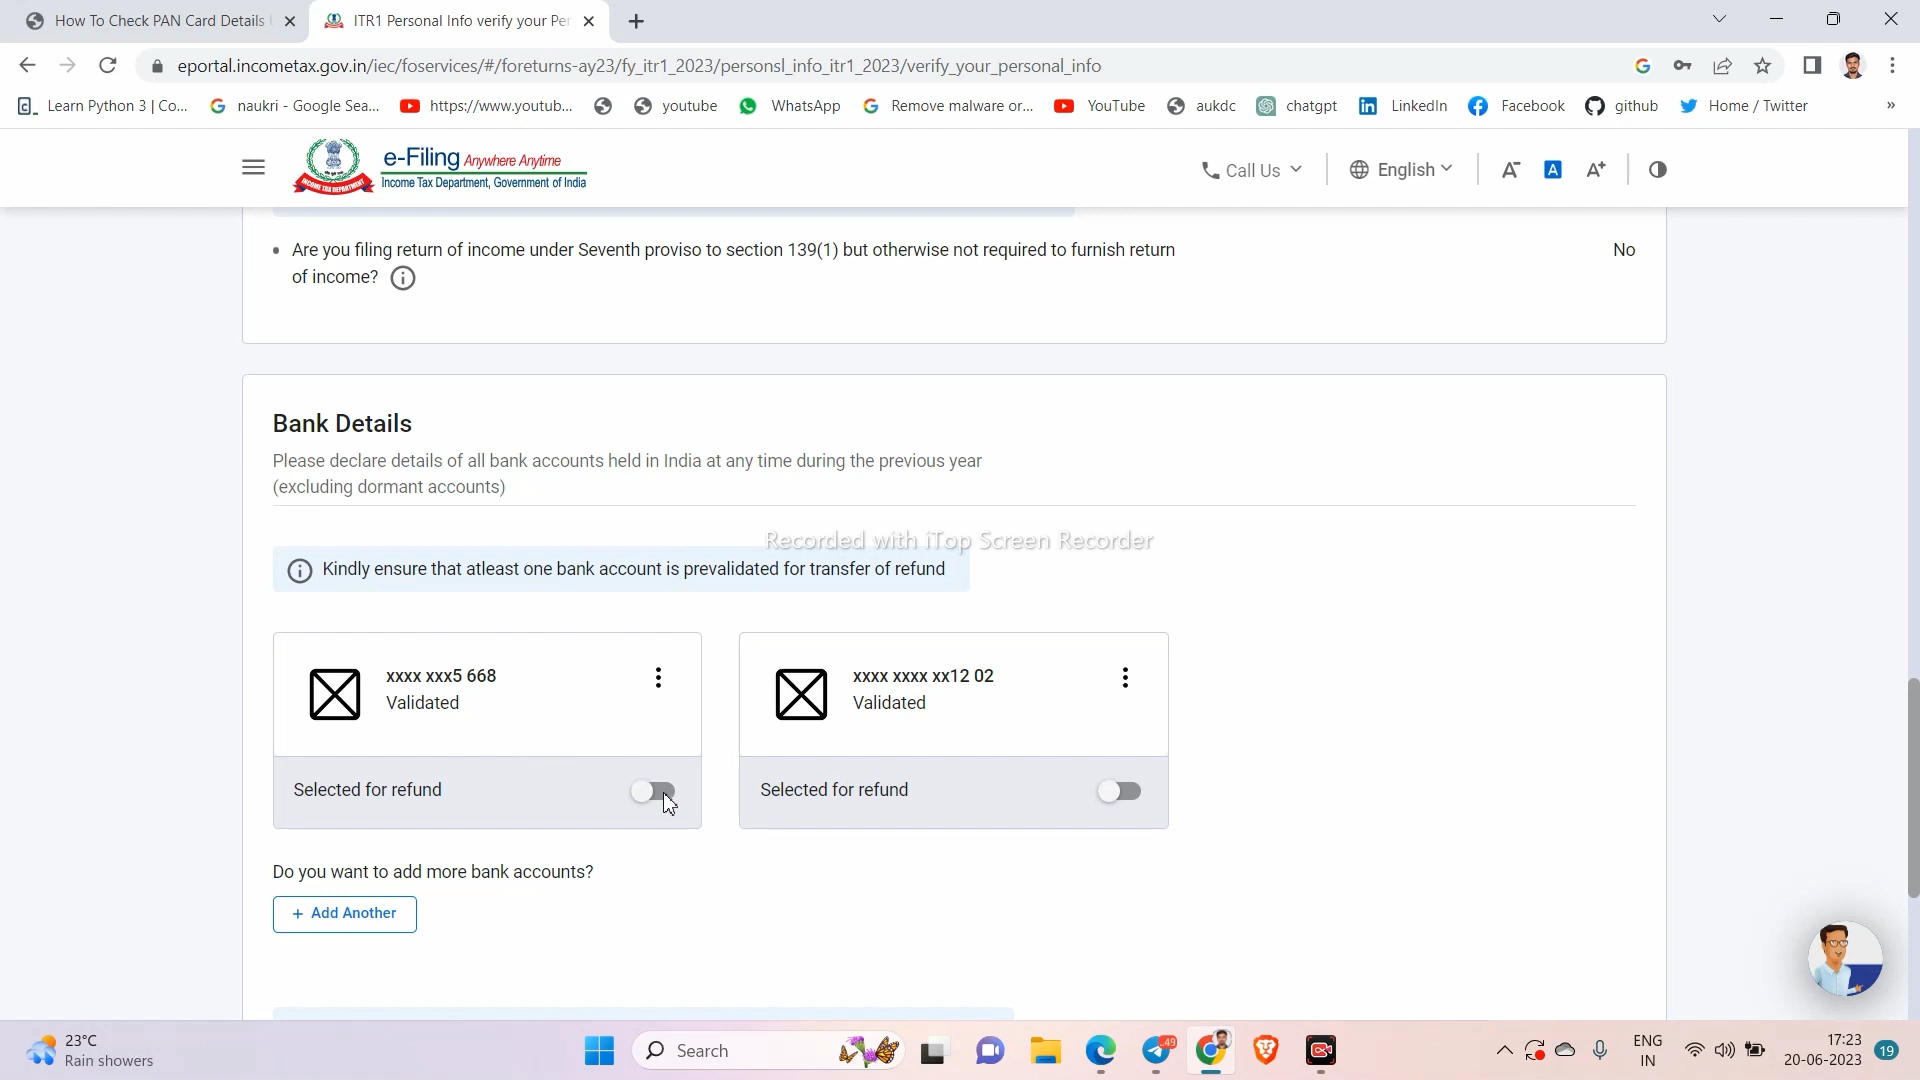 How To Check PAN Card Details
ITR1 Personal Info verify your Per
eportal.incometax.gov.in/iec/foservices/#/foreturns-ay23/fy_itr1_2023/personsl_info_itr1_2023/verify_your_personal_info
Learn Python 3 | Co...
naukri - Google Sea...
https://www.youtub...
youtube
WhatsApp
Remove malware or...
YouTube
aukdc
chatgpt
LinkedIn
Facebook
github
Home / Twitter
»
e-Filing Anywhere Anytime
Income Tax Department, Government of India
INCOME TAX DEPARTMENT
Call Us
English
A-
A
A+
• Are you filing return of income under Seventh proviso to section 139(1) but otherwise not required to furnish return
of income?
No
Bank Details
Please declare details of all bank accounts held in India at any time during the previous year
(excluding dormant accounts)
Recorded with iTop Screen Recorder
Kindly ensure that atleast one bank account is prevalidated for transfer of refund
xxxx xxx5 668
Validated
Selected for refund
xxxx xxxx xx12 02
Validated
Selected for refund
Do you want to add more bank accounts?
+ Add Another
23°C
Rain showers
Search
49
ENG
IN
17:23
20-06-2023
19